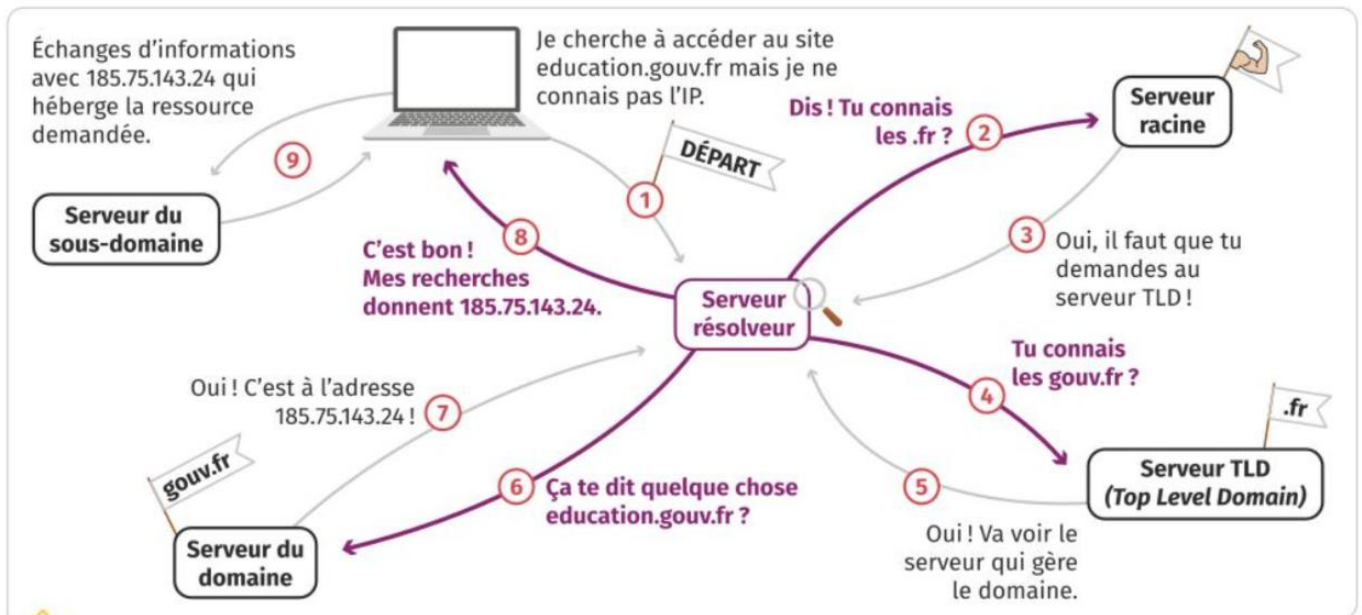 Échanges d'informations
avec 185.75.143.24 qui
héberge la ressource
demandée.
9
Serveur du
sous-domaine
Je cherche à accéder au site
education.gouv.fr mais je ne
connais pas l'IP.
DÉPART
1
Dis ! Tu connais
les .fr ?
2
Serveur
racine
3
Oui, il faut que tu
demandes au
serveur TLD !
8
C'est bon !
Mes recherches
donnent 185.75.143.24.
Serveur
résolveur
Tu connais
les gouv.fr ?
4
.fr
Serveur TLD
(Top Level Domain)
5
Oui ! Va voir le
serveur qui gère
le domaine.
6
Ça te dit quelque chose
education.gouv.fr ?
Oui ! C'est à l'adresse
185.75.143.24 !
7
gouv.fr
Serveur du
domaine